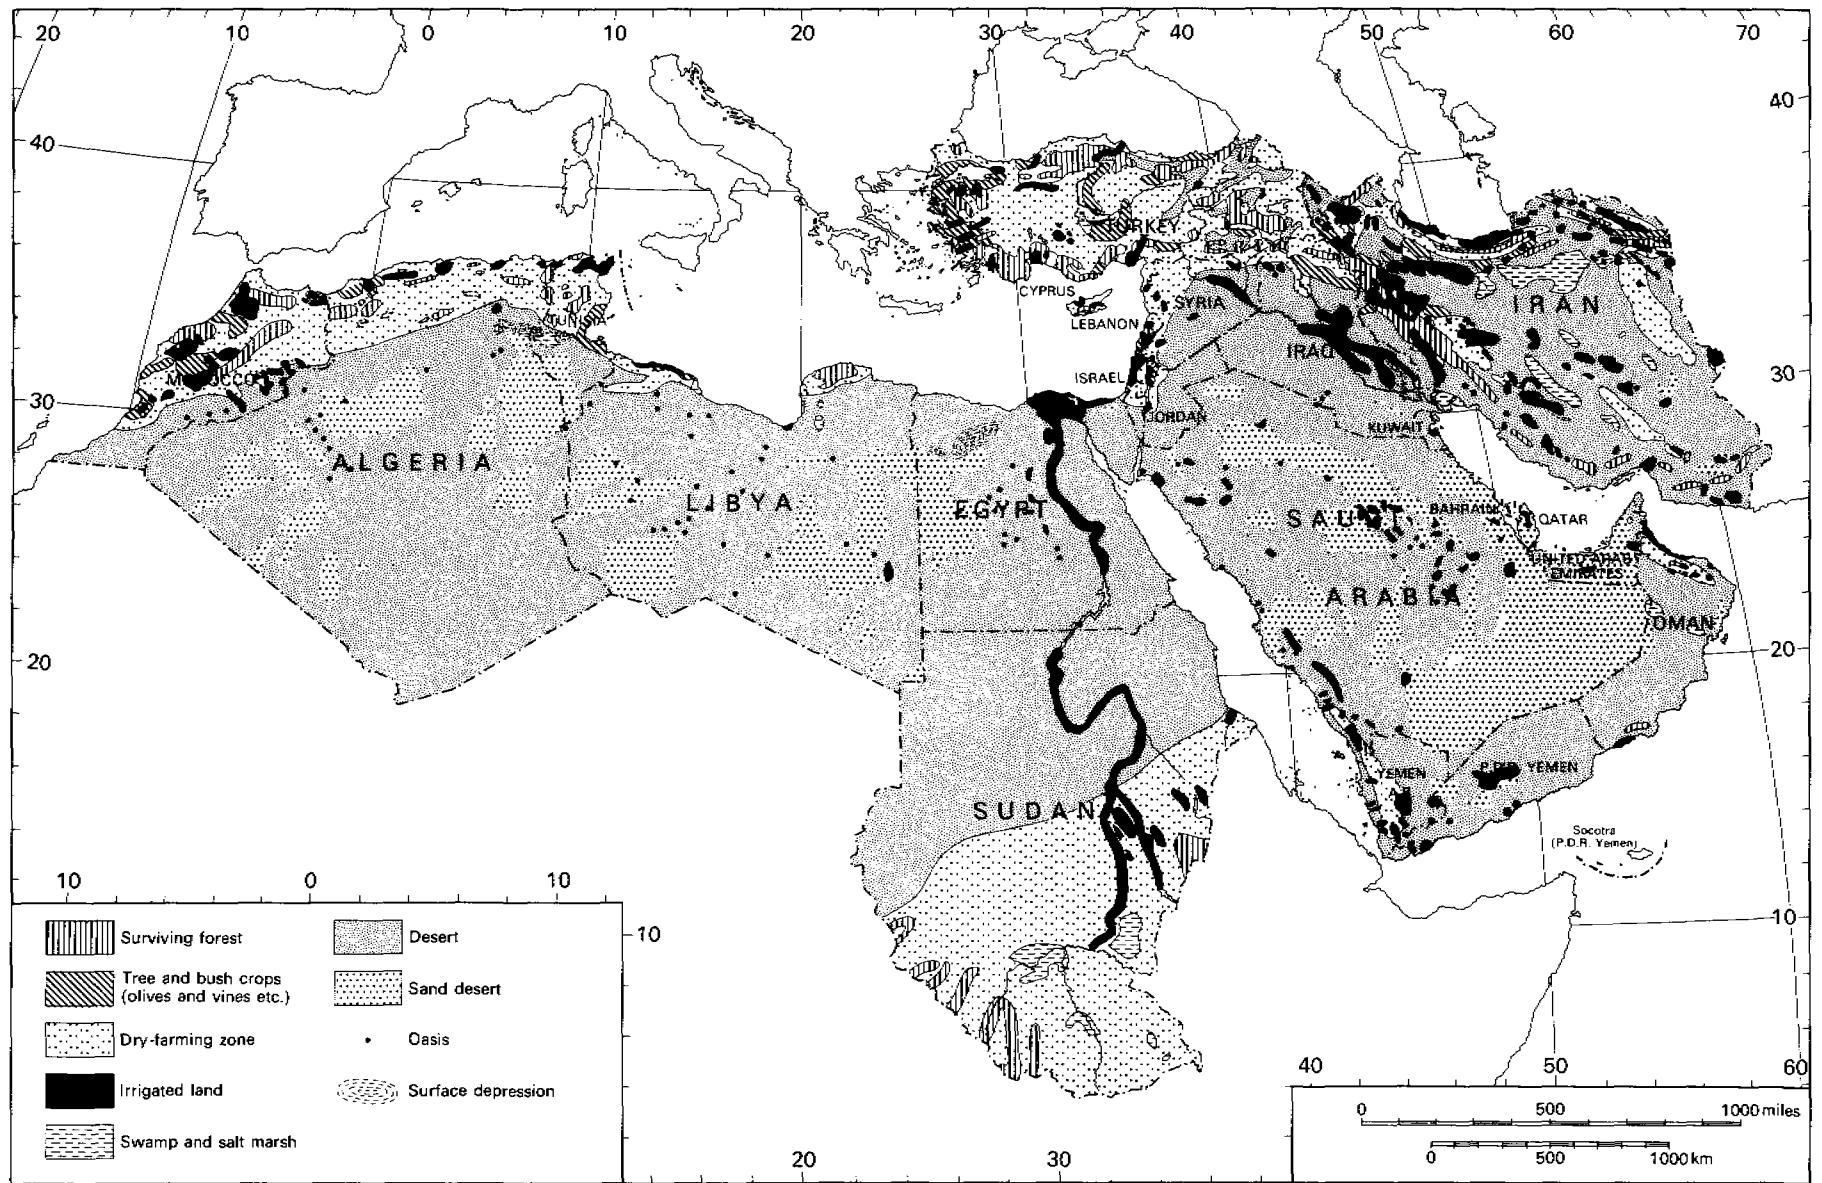 20 10 0 10 20 30 40 50 60 70
40
40
TURKEY
CYPRUS
SYRIA
LEBANON
IRAN
TUNISIA
IRAQ
MOROCCO
ISRAEL
30
30
JORDAN
KUWAIT
ALGERIA
LIBYA
EGYPT
SAUDI
BAHRAIN
QATAR
UNITED ARAB
EMIRATES
ARABIA
OMAN
20
20
YEMEN
A.R.
P.D.R. YEMEN
SUDAN
Socotra
(P.D.R. Yemen)
10 0 10
10
10
Surviving forest
Tree and bush crops
(olives and vines etc.)
Dry-farming zone
Irrigated land
Swamp and salt marsh
Desert
Sand desert
Oasis
Surface depression
40 50 60
0 500 1000 miles
0 500 1000 km
20 30